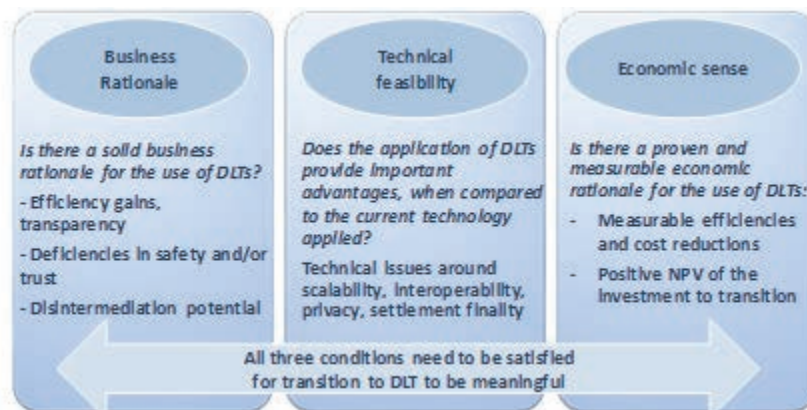 Business
Rationale
Is there a solid business
rationale for the use of DLTs?
- Efficiency gains,
transparency
- Deficiencies in safety and/or
trust
- Disintermediation potential
Technical
feasibility
Does the application of DLTs
provide important
advantages, when compared
to the current technology
applied?
Technical issues around
scalability, interoperability,
privacy, settlement finality
Economic sense
Is there a proven and
measurable economic
rationale for the use of DLTs:
- Measurable efficiencies
and cost reductions
- Positive NPV of the
investment to transition
All three conditions need to be satisfied
for transition to DLT to be meaningful